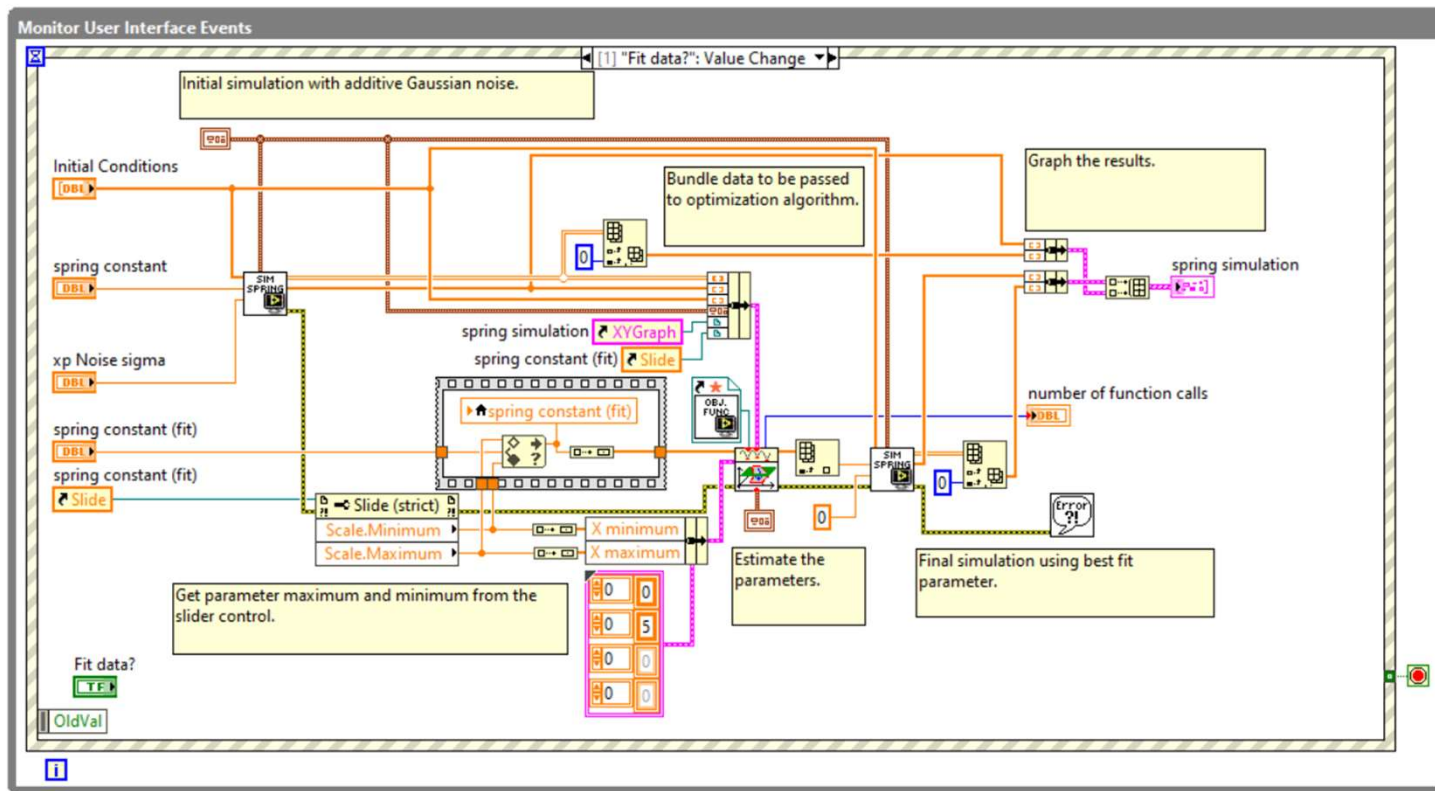 Monitor User Interface Events
[1] "Fit data?": Value Change
Initial simulation with additive Gaussian noise.
Initial Conditions
[DBL]
Bundle data to be passed
to optimization algorithm.
Graph the results.
0
spring constant
DBL
SIM
SPRING
spring simulation
spring simulation
XYGraph
spring constant (fit)
Slide
xp Noise sigma
DBL
number of function calls
DBL
spring constant (fit)
OBJ.
FUNC
spring constant (fit)
DBL
?
SIM
SPRING
spring constant (fit)
Slide
0
Slide (strict)
?!
?!
Error
?!
0
Scale.Minimum
X minimum
Scale.Maximum
X maximum
Estimate the
parameters.
Final simulation using best fit
parameter.
Get parameter maximum and minimum from the
slider control.
0 0
0 5
0 0
0 0
Fit data?
TF
OldVal
i